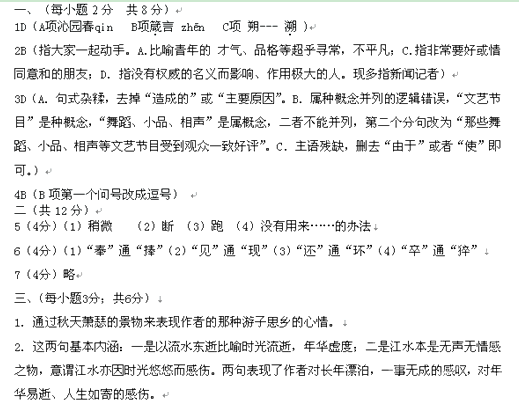 一、（每小题2分　共8分）
1D（A项沁园春qìn　B项箴言 zhēn　C项 朔--- 溯 ）
2B（指大家一起动手。A.比喻青年的 才气、品格等超乎寻常，不平凡；C.指非常要好或情
同意和的朋友；D．指没有权威的名义而影响、作用极大的人。现多指新闻记者）
3D（A．句式杂糅，去掉“造成的”或“主要原因”。B．属种概念并列的逻辑错误，“文艺节
目”是种概念，“舞蹈、小品、相声”是属概念，二者不能并列，第二个分句改为“那些舞
蹈、小品、相声等文艺节目受到观众一致好评”。C．主语残缺，删去“由于”或者“使”即
可。）
4B（B 项第一个问号改成逗号）
二（共 12 分）
5（4分）（1）稍微　（2）断 （3）跑 （4）没有用来……的办法
6（4分）（1）“奉”通“捧”（2）“见”通“现”（3）“还”通“环”（4）“卒”通“猝”
7（4分）略
三、（每小题3分；共6分）
1．通过秋天萧瑟的景物来表现作者的那种游子思乡的心情。
2．这两句基本内涵：一是以流水东逝比喻时光流逝，年华虚度；二是江水本是无声无情感
之物，意谓江水亦因时光悠悠而感伤。两句表现了作者对长年漂泊，一事无成的感叹，对年
华易逝、人生如寄的感伤。